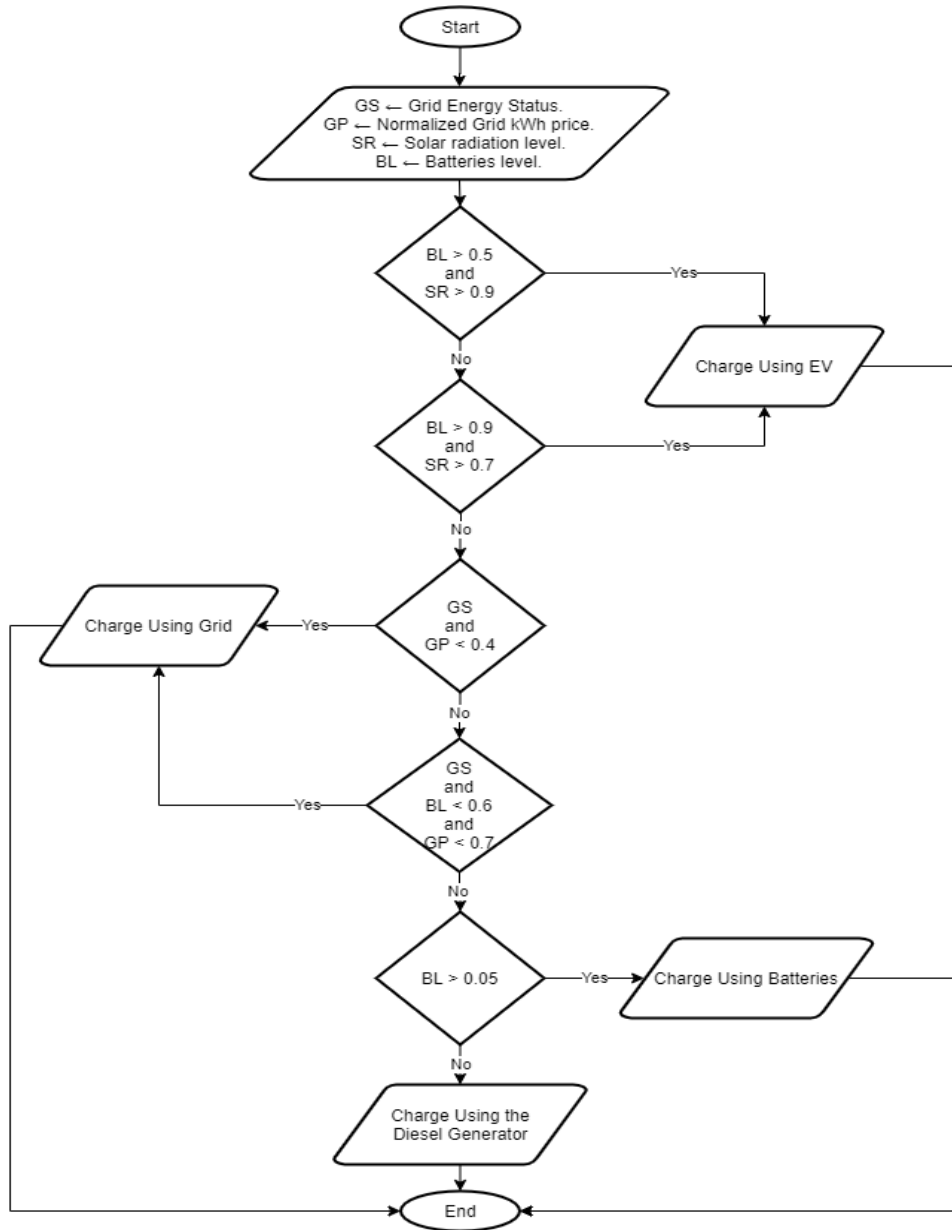 Start
GS ← Grid Energy Status.
GP ← Normalized Grid kWh price.
SR ← Solar radiation level.
BL ← Batteries level.
BL > 0.5
and
SR > 0.9
Yes
Charge Using EV
No
BL > 0.9
and
SR > 0.7
Yes
No
GS
and
GP < 0.4
Yes
Charge Using Grid
No
GS
and
BL < 0.6
and
GP < 0.7
Yes
No
BL > 0.05
Yes
Charge Using Batteries
No
Charge Using the
Diesel Generator
End